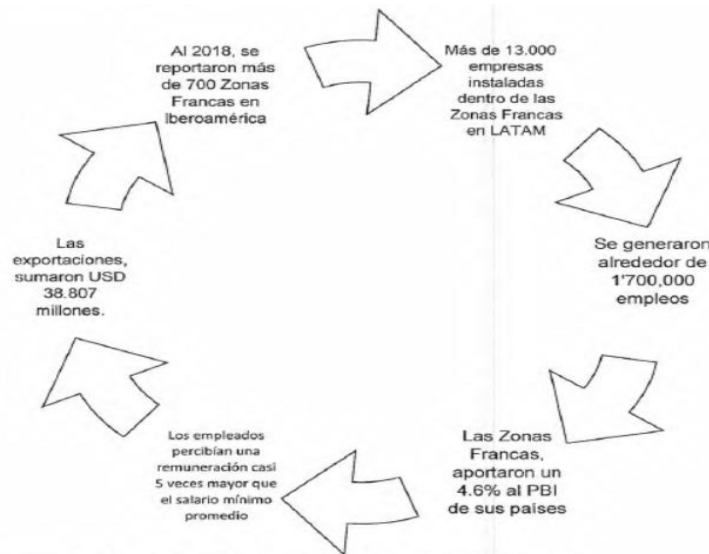 Al 2018, se
reportaron más
de 700 Zonas
Francas en
Iberoamérica
Más de 13.000
empresas
instaladas
dentro de las
Zonas Francas
en LATAM
Se generaron
alrededor de
1'700,000
empleos
Las Zonas
Francas,
aportaron un
4.6% al PBI
de sus países
Los empleados
percibían una
remuneración casi
5 veces mayor que
el salario mínimo
promedio
Las
exportaciones,
sumaron USD
38.807
millones.